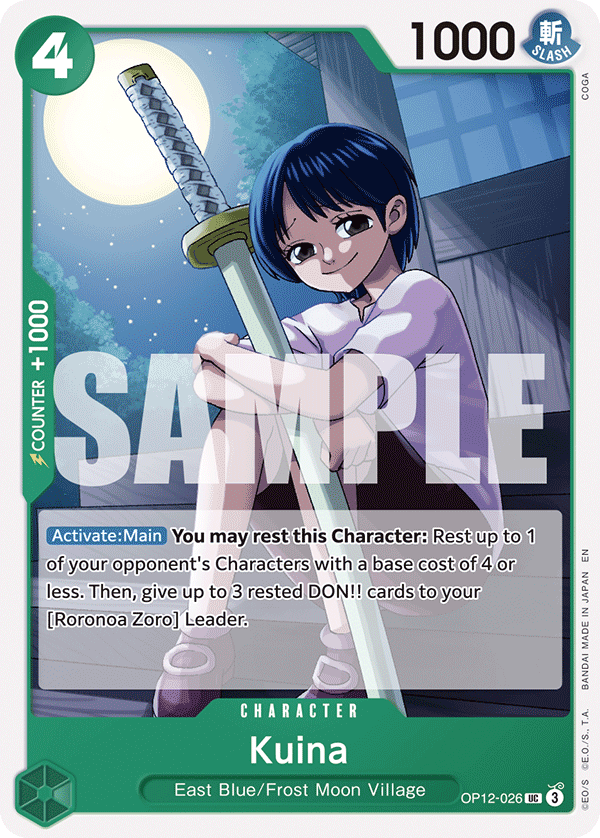 4
1000
斬
SLASH
COGA
COUNTER +1000
SAMPLE
Activate:Main You may rest this Character: Rest up to 1
of your opponent's Characters with a base cost of 4 or
less. Then, give up to 3 rested DON!! cards to your
[Roronoa Zoro] Leader.
©E.O./S., T.A. BANDAI MADE IN JAPAN EN
©EO/S
CHARACTER
Kuina
East Blue/Frost Moon Village
OP12-026 UC 3